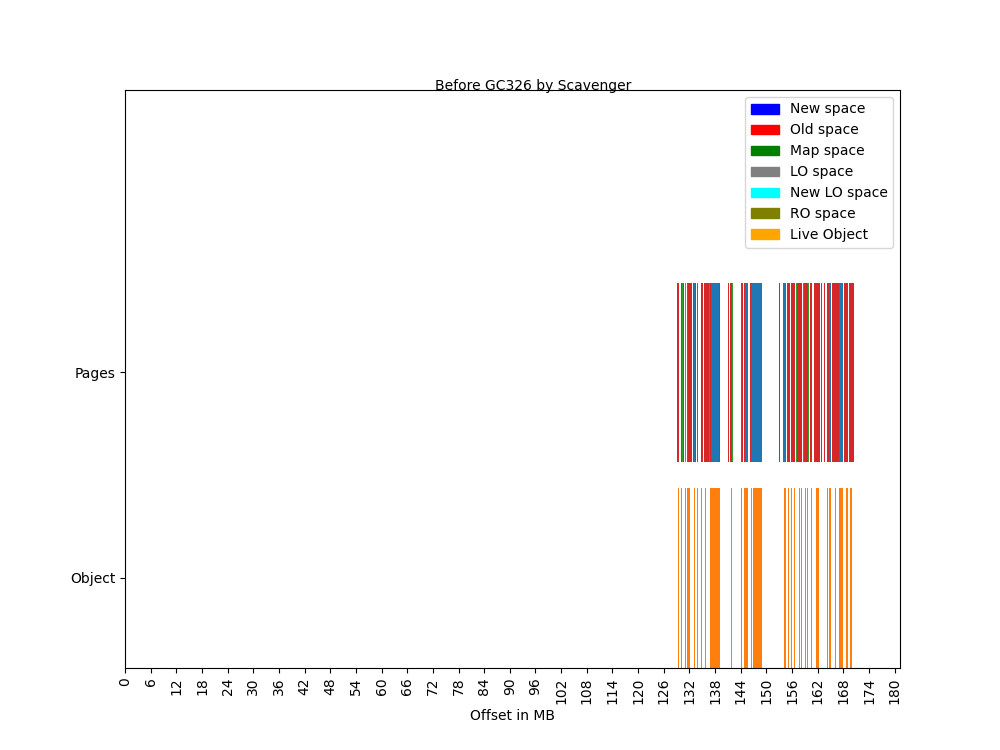 Before GC326 by Scavenger
New space
Old space
Map space
LO space
New LO space
RO space
Live Object
Pages
Object
0 6 12 18 24 30 36 42 48 54 60 66 72 78 84 90 96 102 108 114 120 126 132 138 144 150 156 162 168 174 180
Offset in MB